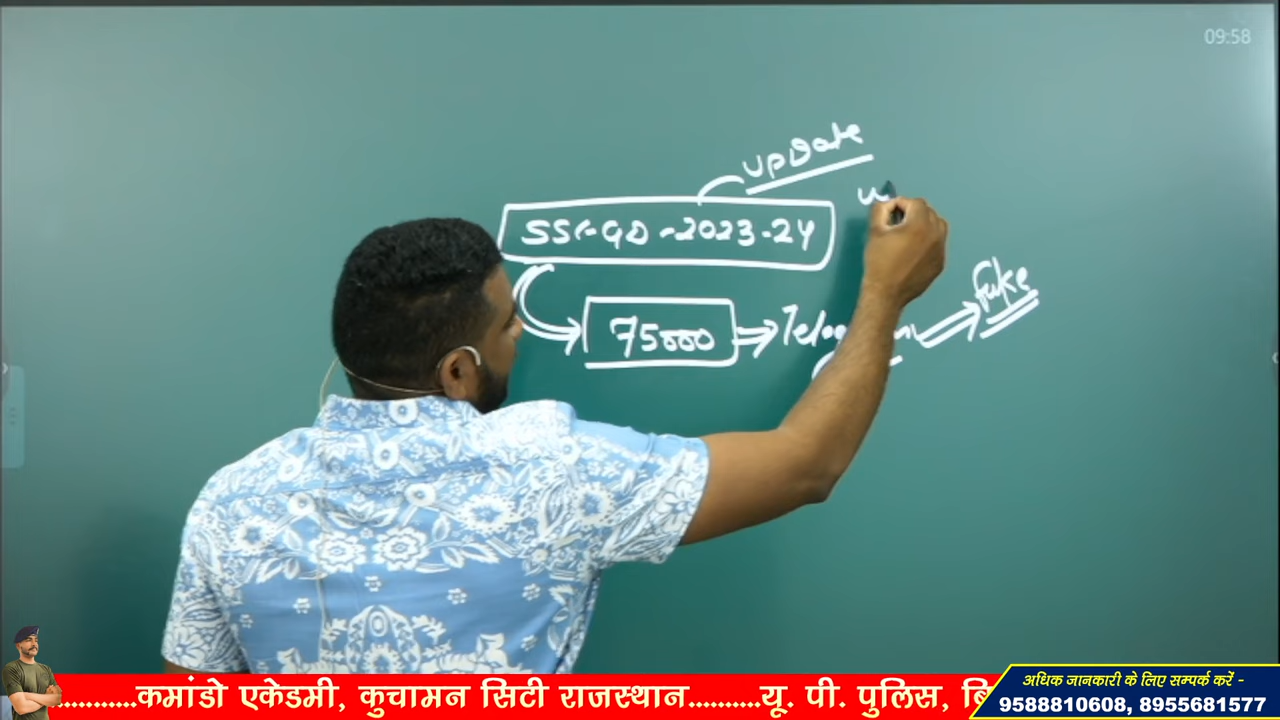 09:58
update
SSC-GD-2023-24
75000
Fake
..........कमांडो एकेडमी, कुचामन सिटी राजस्थान..........यू. पी. पुलिस,
अधिक जानकारी के लिए सम्पर्क करें -
9588810608, 8955681577